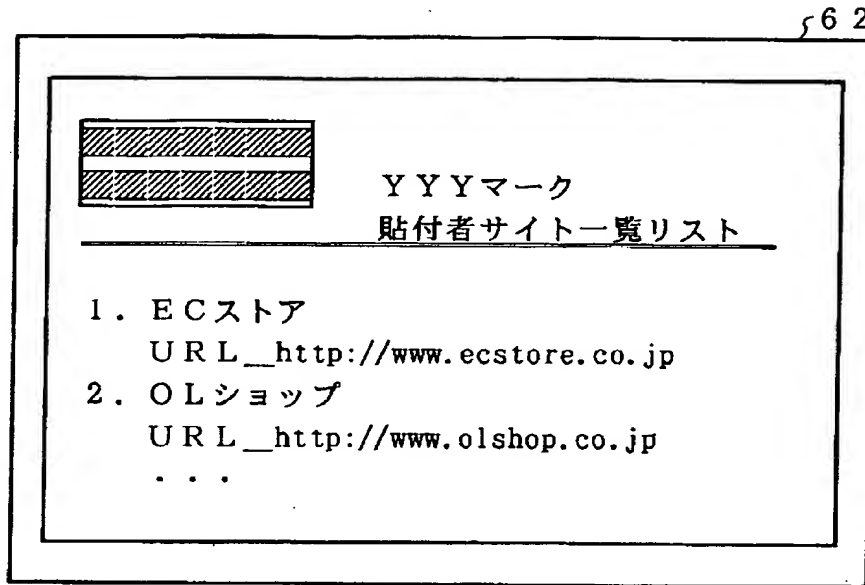 62
YYYマーク
貼付者サイト一覧リスト
1. ECストア
URL＿http://www.ecstore.co.jp
2. OLショップ
URL＿http://www.olshop.co.jp
・・・